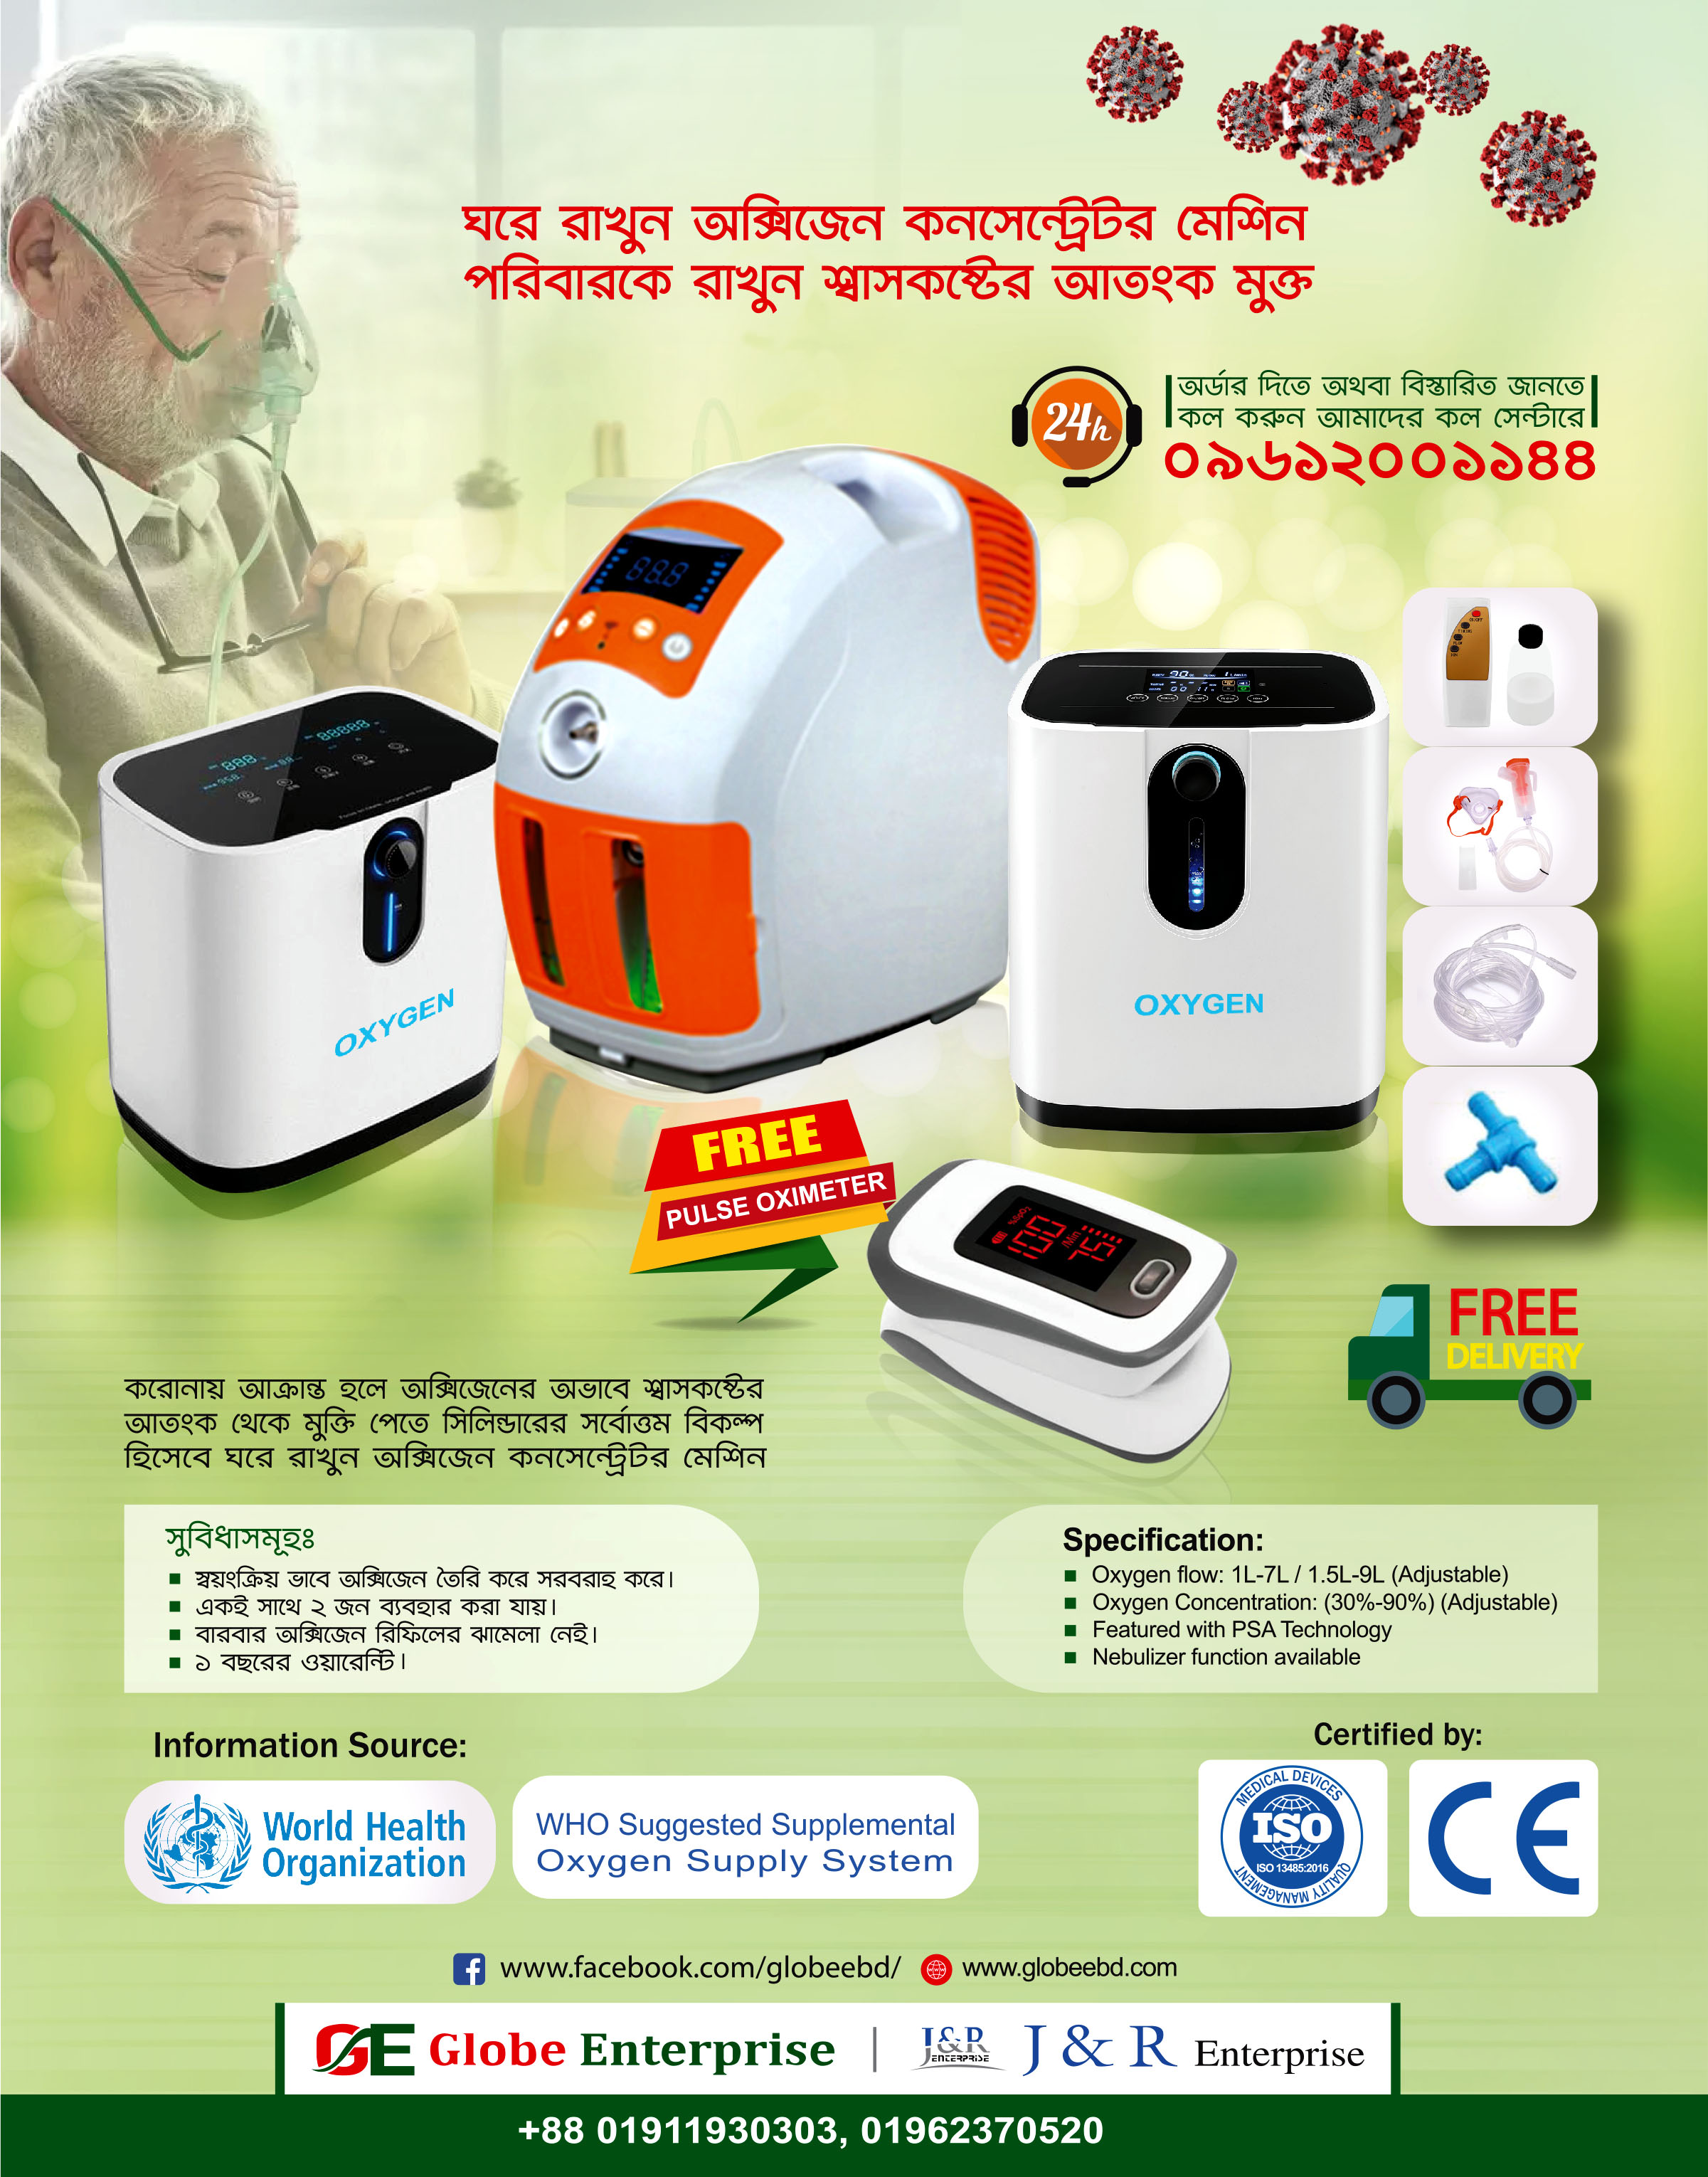 ঘরে রাখুন অক্সিজেন কনসেন্ট্রেটর মেশিন
পরিবারকে রাখুন শ্বাসকষ্টের আতংক মুক্ত
24h
অর্ডার দিতে অথবা বিস্তারিত জানতে
কল করুন আমাদের কল সেন্টারে
০৯৬১২০০১১৪৪
88.8
OXYGEN
OXYGEN
FREE
PULSE OXIMETER
100
75
FREE
DELIVERY
করোনায় আক্রান্ত হলে অক্সিজেনের অভাবে শ্বাসকষ্টের
আতংক থেকে মুক্তি পেতে সিলিন্ডারের সর্বোত্তম বিকল্প
হিসেবে ঘরে রাখুন অক্সিজেন কনসেন্ট্রেটর মেশিন
সুবিধাসমূহঃ
স্বয়ংক্রিয় ভাবে অক্সিজেন তৈরি করে সরবরাহ করে।
একই সাথে ২ জন ব্যবহার করা যায়।
বারবার অক্সিজেন রিফিলের ঝামেলা নেই।
১ বছরের ওয়ারেন্টি।
Specification:
Oxygen flow: 1L-7L / 1.5L-9L (Adjustable)
Oxygen Concentration: (30%-90%) (Adjustable)
Featured with PSA Technology
Nebulizer function available
Information Source:
World Health
Organization
WHO Suggested Supplemental
Oxygen Supply System
Certified by:
MEDICAL DEVICES
ISO
ISO 13485:2016
QUALITY MANAGEMENT
CE
www.facebook.com/globeebd/
www.globeebd.com
GE Globe Enterprise
J&R
ENTERPRISE
J & R Enterprise
+88 01911930303, 01962370520